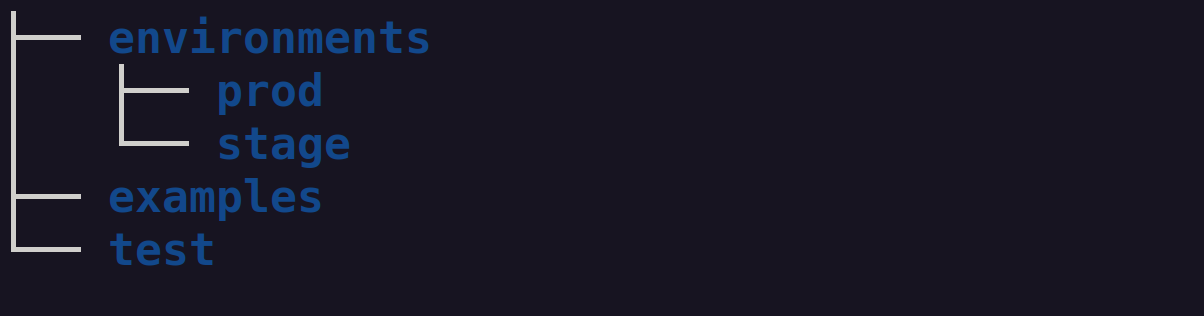 ├── environments
│   ├── prod
│   └── stage
├── examples
└── test